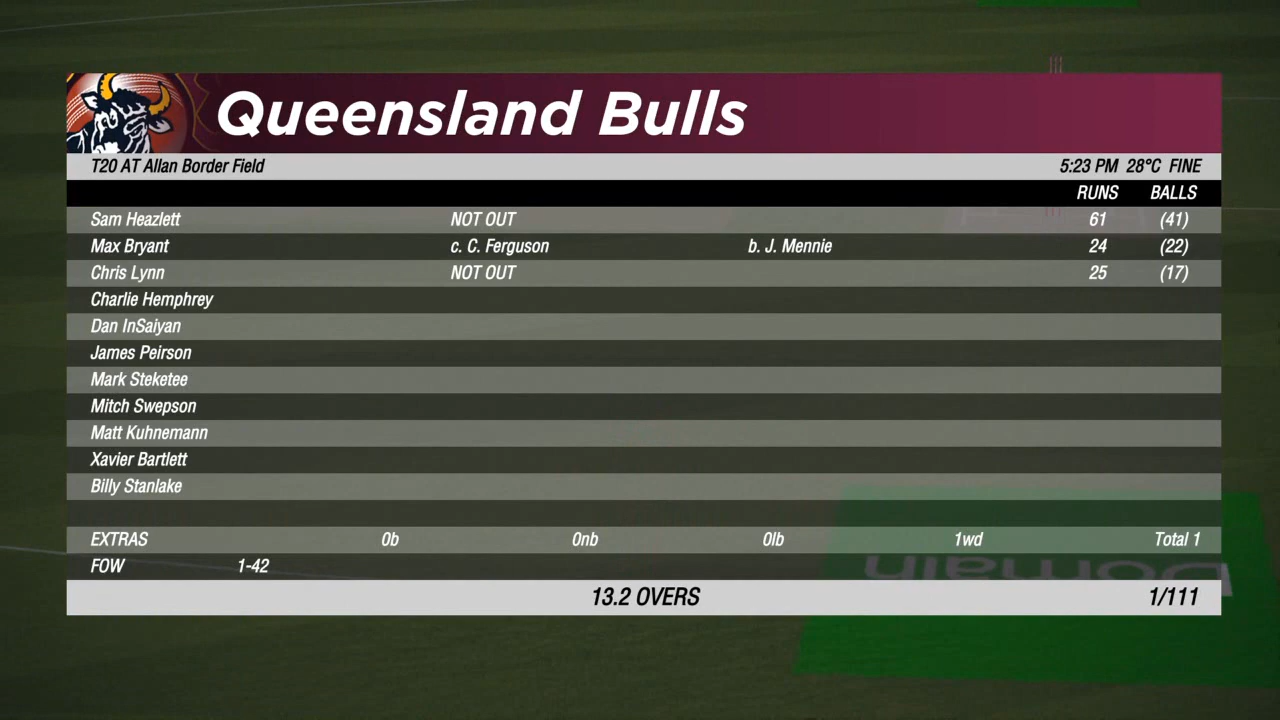 Queensland Bulls
T20 AT Allan Border Field 5:23 PM 28°C FINE
RUNS BALLS
Sam Heazlett NOT OUT 61 (41)
Max Bryant c. C. Ferguson b. J. Mennie 24 (22)
Chris Lynn NOT OUT 25 (17)
Charlie Hemphrey
Dan InSaiyan
James Peirson
Mark Steketee
Mitch Swepson
Matt Kuhnemann
Xavier Bartlett
Billy Stanlake
EXTRAS 0b 0nb 0lb 1wd Total 1
FOW 1-42
Domain
13.2 OVERS 1/111